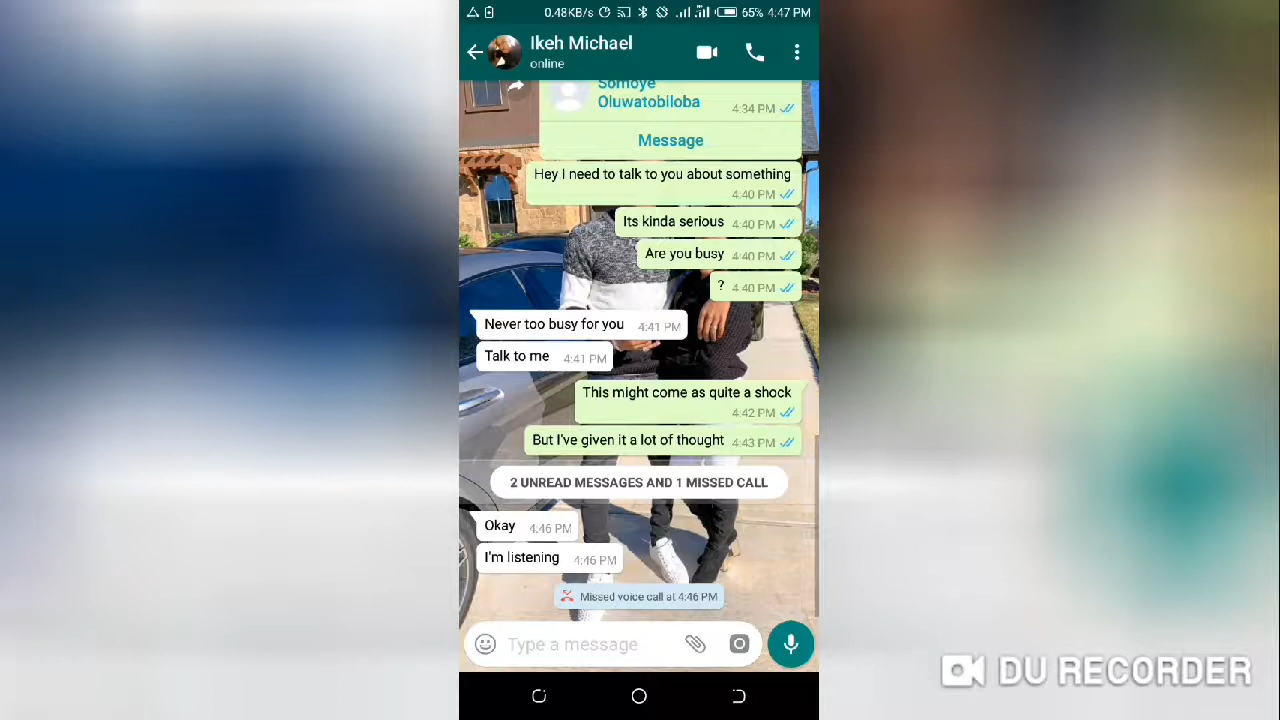 0.48KB/s 65% 4:47 PM
Ikeh Michael
online
Somoye
Oluwatobiloba
4:34 PM
Message
Hey I need to talk to you about something
4:40 PM
Its kinda serious 4:40 PM
Are you busy 4:40 PM
? 4:40 PM
Never too busy for you 4:41 PM
Talk to me 4:41 PM
This might come as quite a shock
4:42 PM
But I've given it a lot of thought 4:43 PM
2 UNREAD MESSAGES AND 1 MISSED CALL
Okay 4:46 PM
I'm listening 4:46 PM
Missed voice call at 4:46 PM
Type a message
DU RECORDER